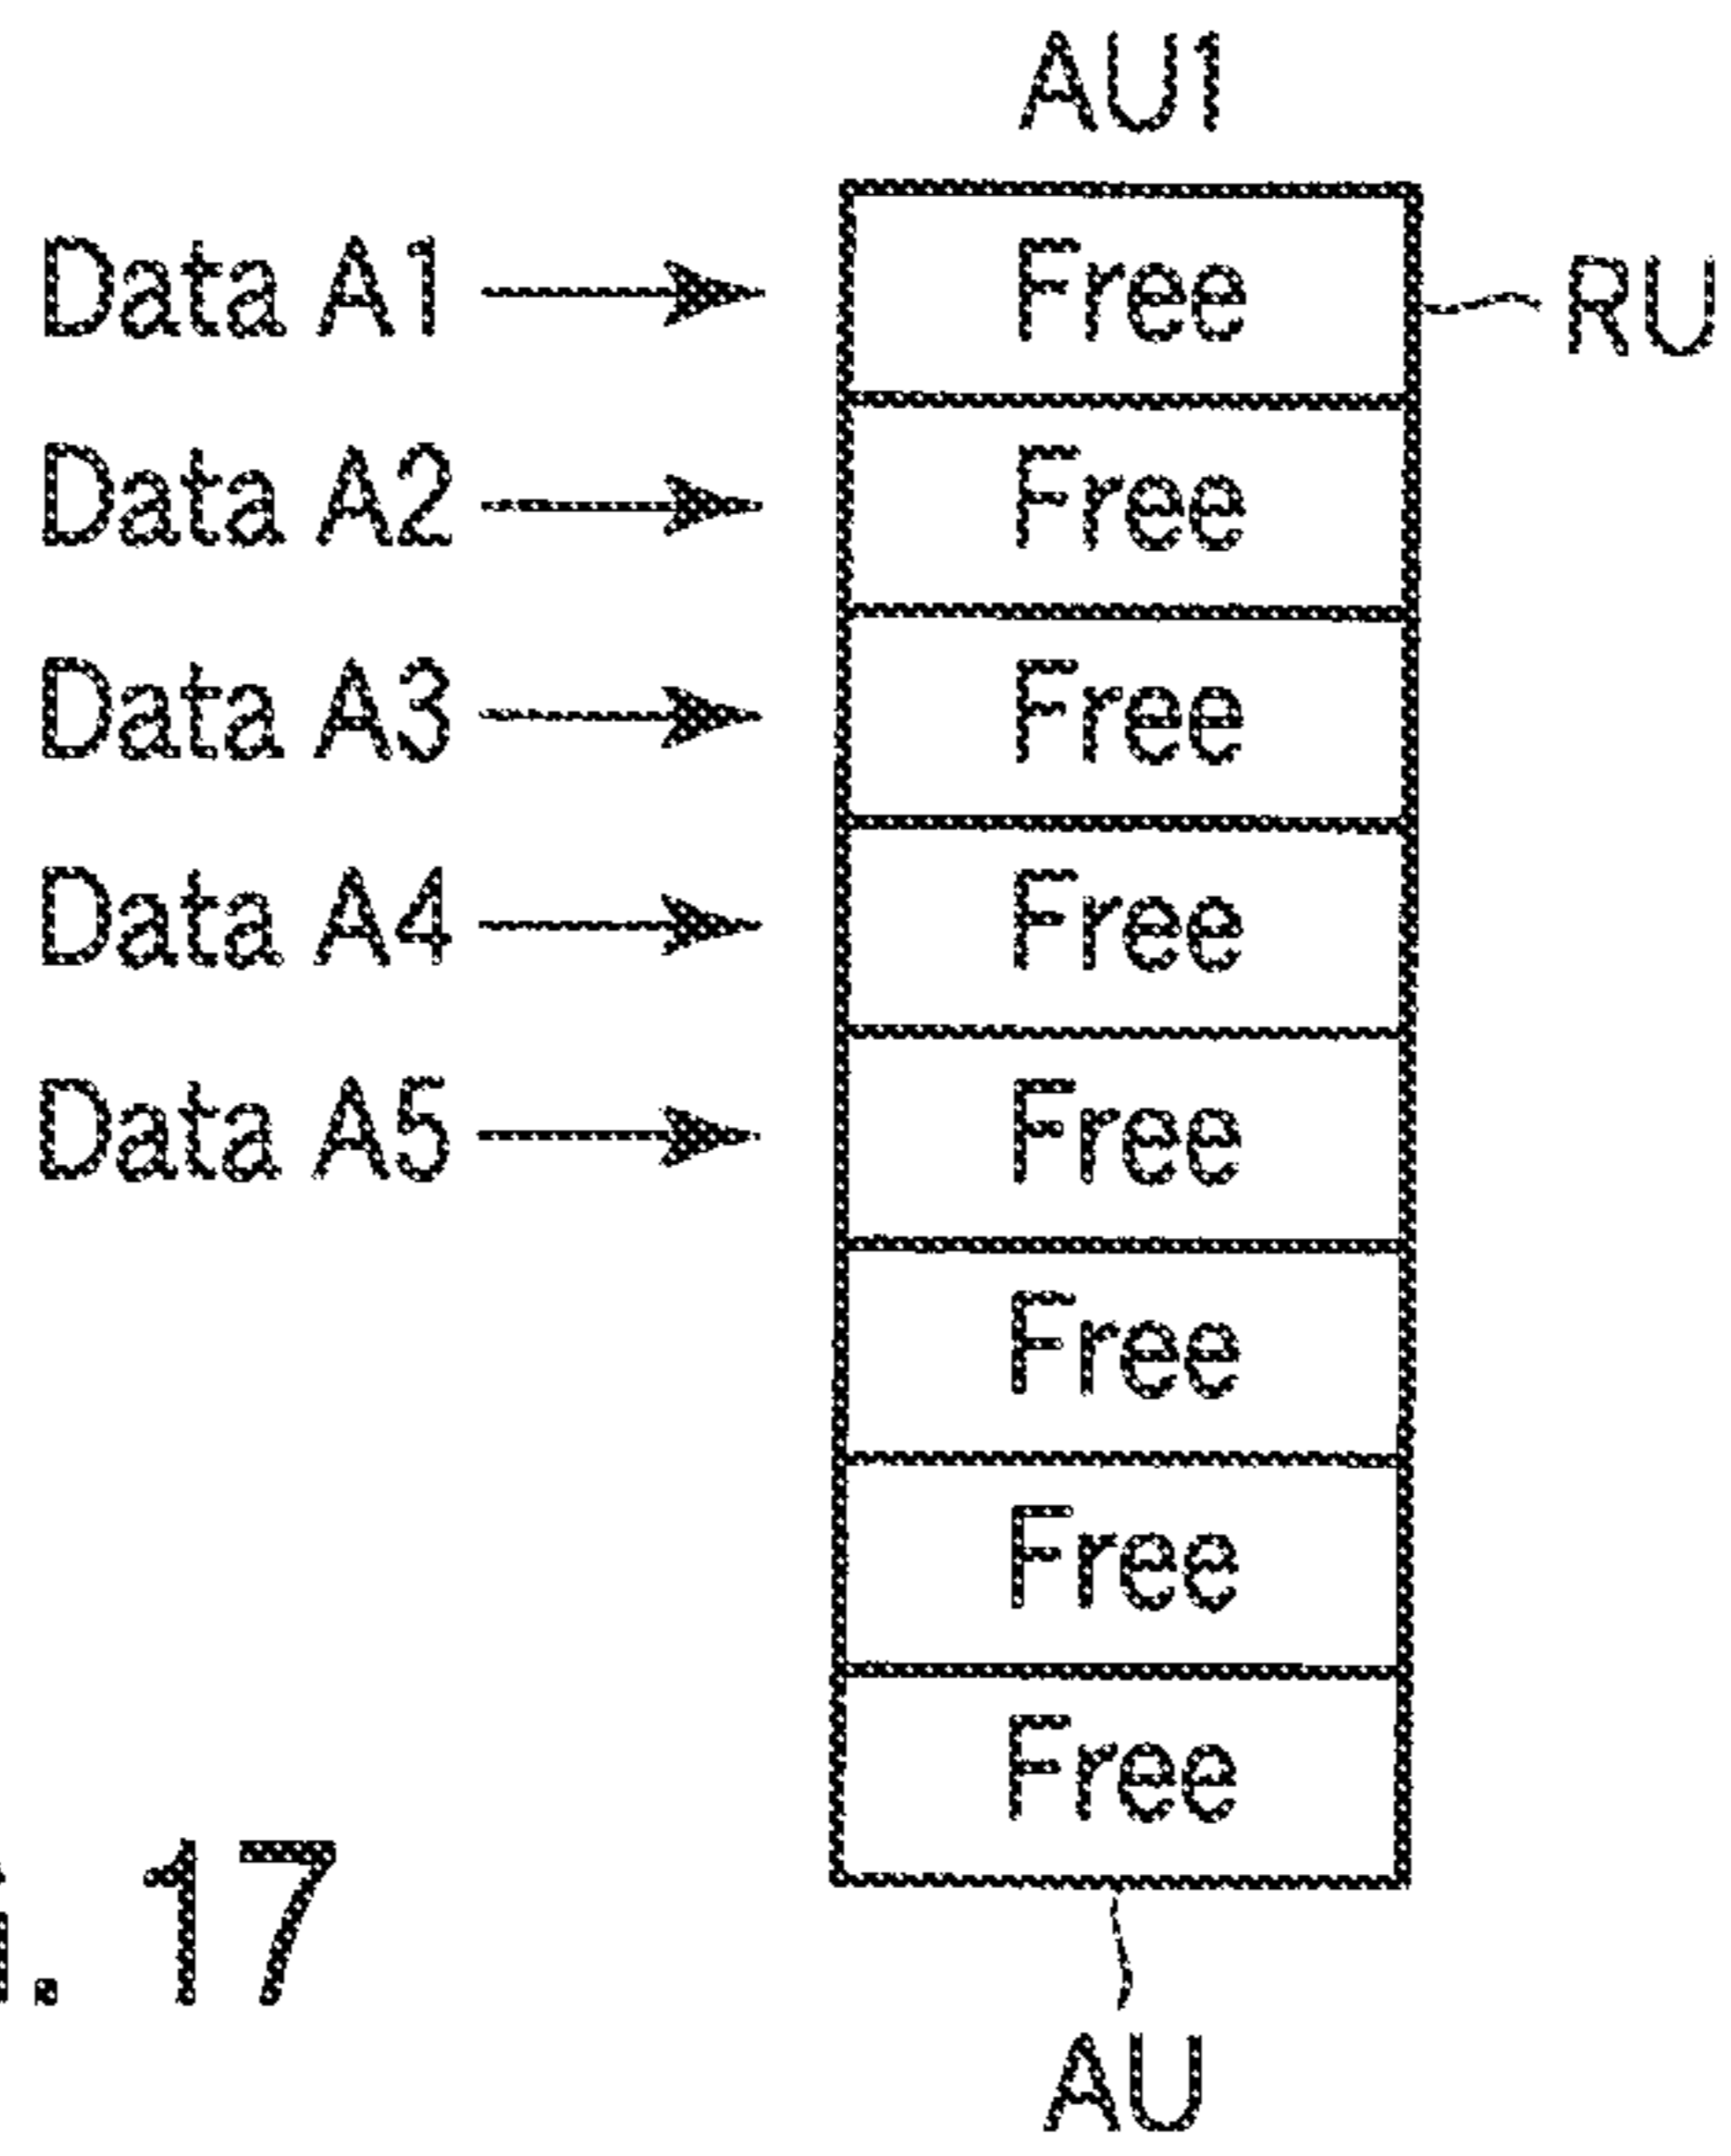 AU1
Data A1 Free RU
Data A2 Free
Data A3 Free
Data A4 Free
Data A5 Free
Free
Free
Free
. 17
AU